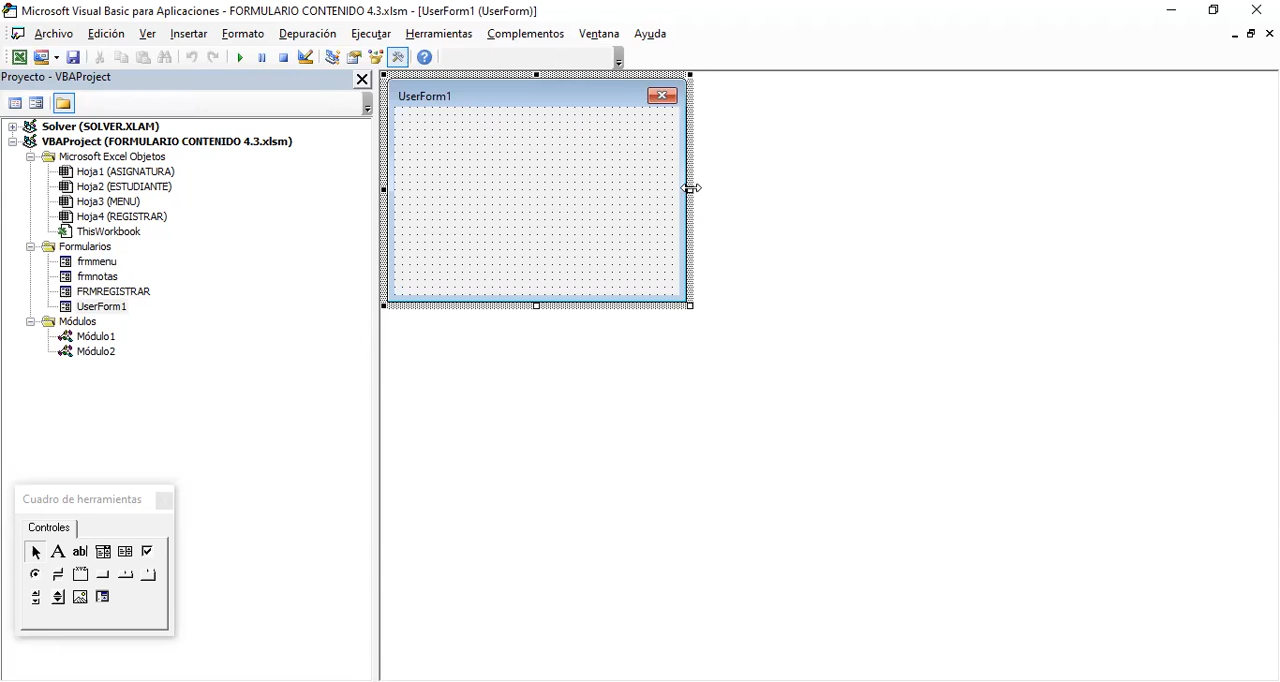 Microsoft Visual Basic para Aplicaciones - FORMULARIO CONTENIDO 4.3.xlsm - [UserForm1 (UserForm)]
Archivo Edición Ver Insertar Formato Depuración Ejecutar Herramientas Complementos Ventana Ayuda
Proyecto - VBAProject
Solver (SOLVER.XLAM)
VBAProject (FORMULARIO CONTENIDO 4.3.xlsm)
Microsoft Excel Objetos
Hoja1 (ASIGNATURA)
Hoja2 (ESTUDIANTE)
Hoja3 (MENU)
Hoja4 (REGISTRAR)
ThisWorkbook
Formularios
frmmenu
frmnotas
FRMREGISTRAR
UserForm1
Módulos
Módulo1
Módulo2
UserForm1
Cuadro de herramientas
Controles
A ab|